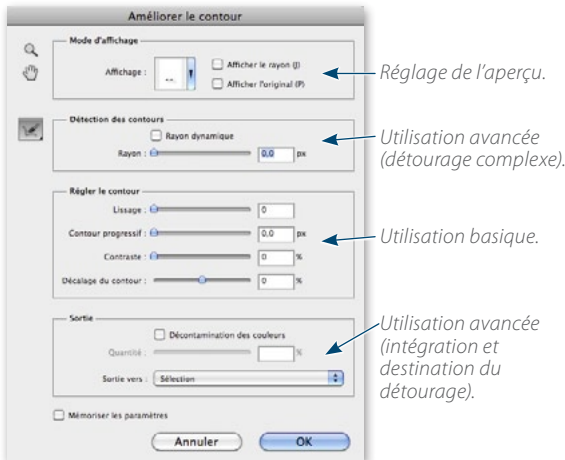 Améliorer le contour
Mode d'affichage
Affichage :
Afficher le rayon (J)
Afficher l'original (P)
Réglage de l'aperçu.
Détection des contours
Rayon dynamique
Rayon : 0,0 px
Utilisation avancée
(détourage complexe).
Régler le contour
Lissage : 0
Contour progressif : 0,0 px
Contraste : 0 %
Décalage du contour : 0 %
Utilisation basique.
Sortie
Décontamination des couleurs
Quantité : %
Sortie vers : Sélection
Utilisation avancée
(intégration et
destination du
détourage).
Mémoriser les paramètres
Annuler OK